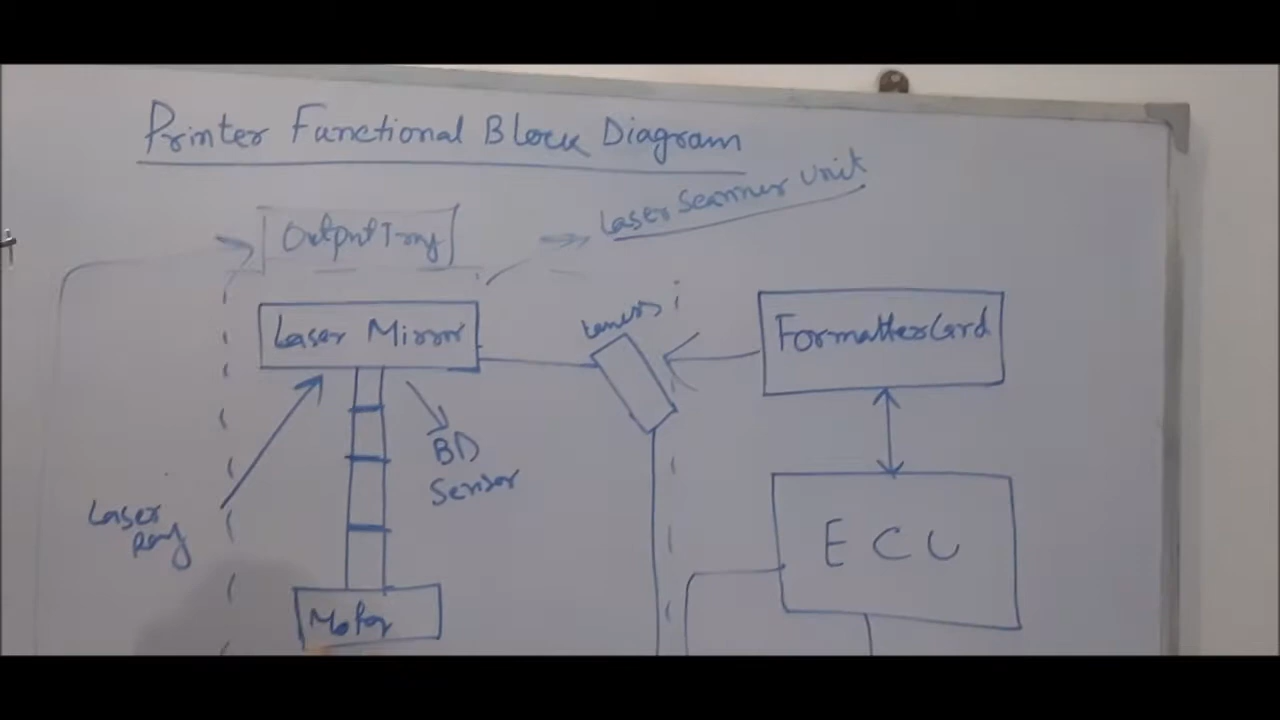 Printer Functional Block Diagram
Laser Scanner Unit
Output Tray
Laser Mirror
Formatter Card
BD
Sensor
Laser
Ray
ECU
Motor